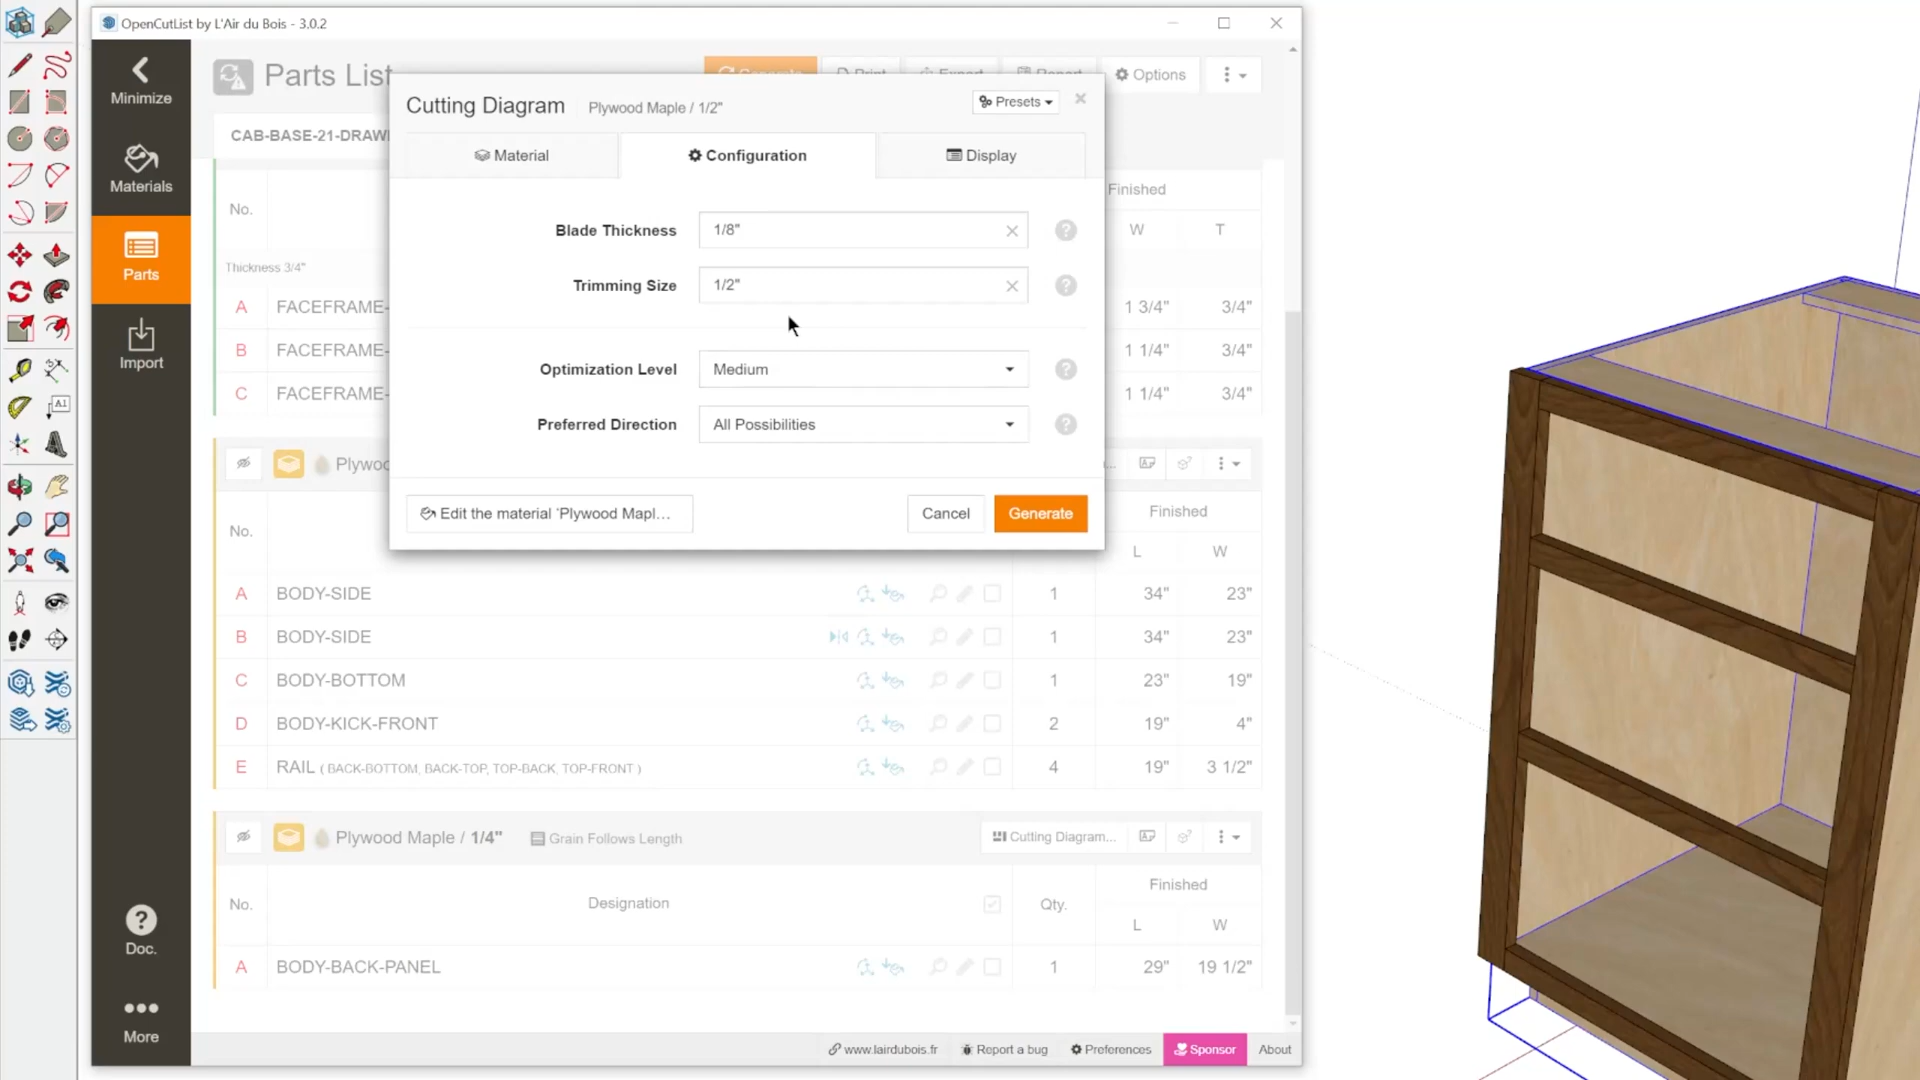 OpenCutList by L'Air du Bois - 3.0.2
Minimize
Materials
Parts
Import
Doc.
More
Parts List
Generate
Print
Export
Report
Options
CAB-BASE-21-DRAW
Cutting Diagram
Plywood Maple / 1/2"
Presets
Material
Configuration
Display
Blade Thickness
1/8"
Trimming Size
1/2"
Optimization Level
Medium
Preferred Direction
All Possibilities
Edit the material 'Plywood Mapl...
Cancel
Generate
No.
Finished
W T
Thickness 3/4"
A FACEFRAME- 1 3/4" 3/4"
B FACEFRAME- 1 1/4" 3/4"
C FACEFRAME- 1 1/4" 3/4"
Plywoo
No.
Finished
L W
A BODY-SIDE 1 34" 23"
B BODY-SIDE 1 34" 23"
C BODY-BOTTOM 1 23" 19"
D BODY-KICK-FRONT 2 19" 4"
E RAIL ( BACK-BOTTOM, BACK-TOP, TOP-BACK, TOP-FRONT ) 4 19" 3 1/2"
Plywood Maple / 1/4" Grain Follows Length Cutting Diagram...
No. Designation Qty. Finished
L W
A BODY-BACK-PANEL 1 29" 19 1/2"
www.lairdubois.fr Report a bug Preferences Sponsor About
A1